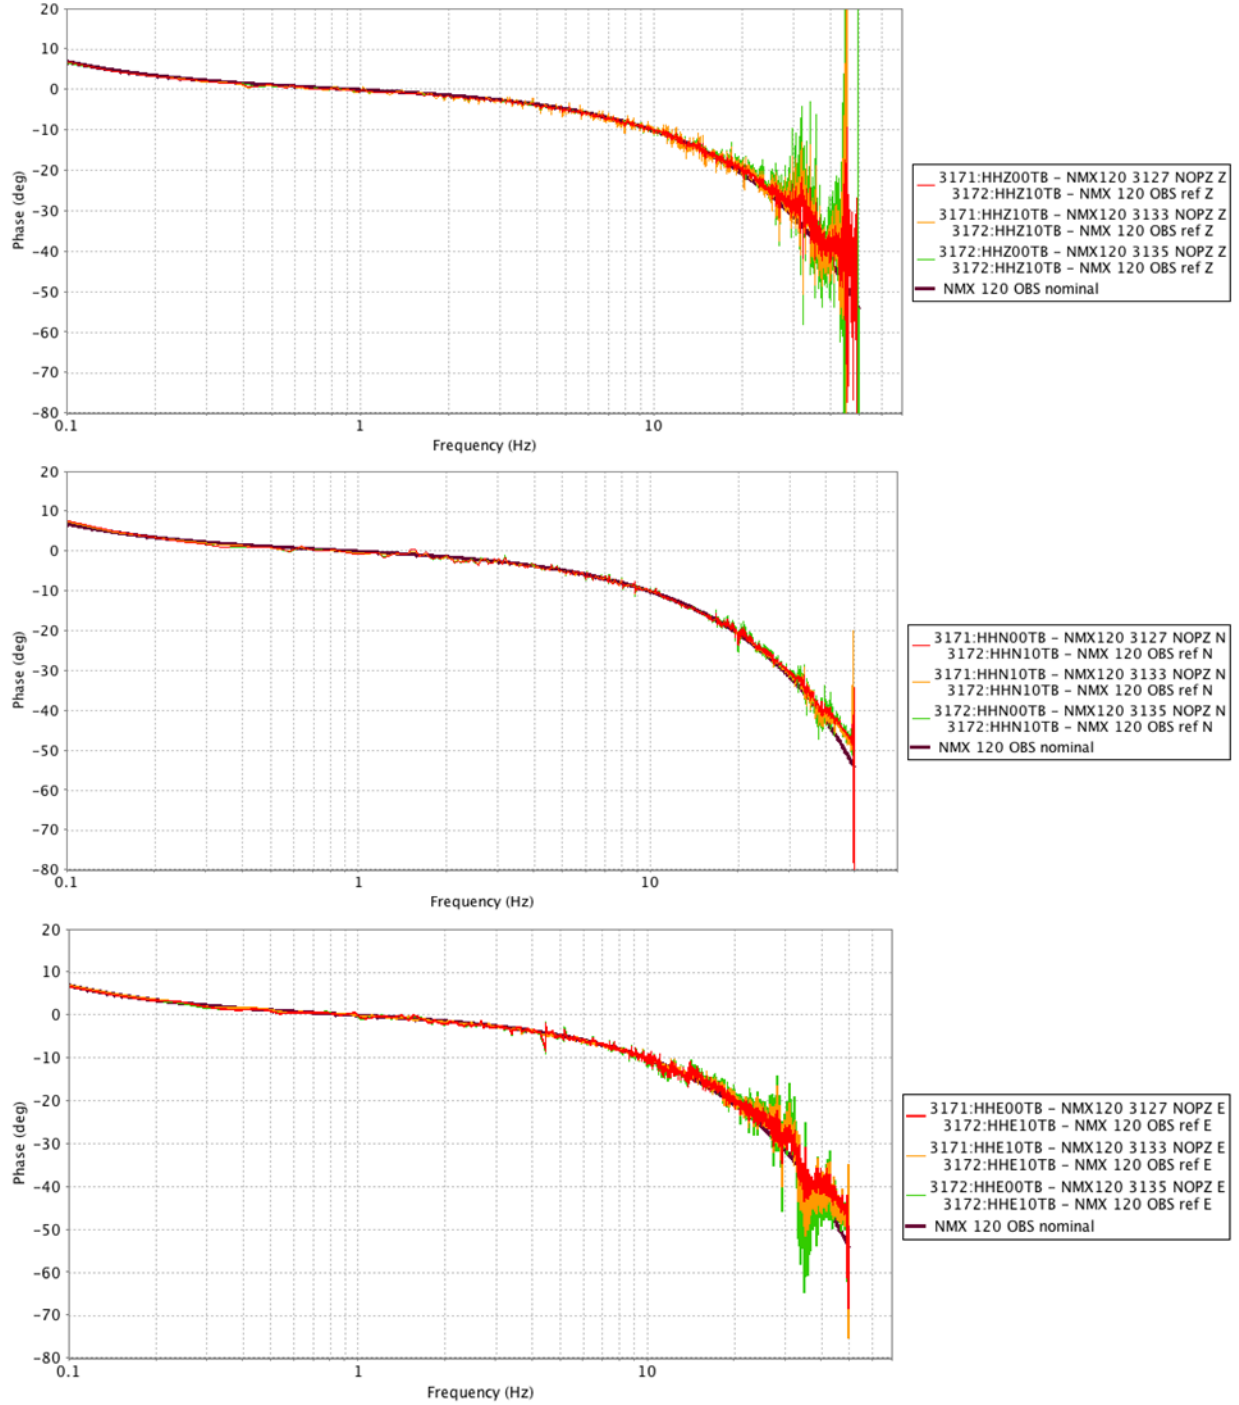 20
10
0
−10
−20
−30
−40
−50
−60
−70
−80
Phase (deg)
0.1
1
10
Frequency (Hz)
3171:HHZ00TB – NMX120 3127 NOPZ Z
3172:HHZ10TB – NMX 120 OBS ref Z
3171:HHZ10TB – NMX120 3133 NOPZ Z
3172:HHZ10TB – NMX 120 OBS ref Z
3172:HHZ00TB – NMX120 3135 NOPZ Z
3172:HHZ10TB – NMX 120 OBS ref Z
NMX 120 OBS nominal
20
10
0
−10
−20
−30
−40
−50
−60
−70
−80
Phase (deg)
0.1
1
10
Frequency (Hz)
3171:HHN00TB – NMX120 3127 NOPZ N
3172:HHN10TB – NMX 120 OBS ref N
3171:HHN10TB – NMX120 3133 NOPZ N
3172:HHN10TB – NMX 120 OBS ref N
3172:HHN00TB – NMX120 3135 NOPZ N
3172:HHN10TB – NMX 120 OBS ref N
NMX 120 OBS nominal
20
10
0
−10
−20
−30
−40
−50
−60
−70
−80
Phase (deg)
0.1
1
10
Frequency (Hz)
3171:HHE00TB – NMX120 3127 NOPZ E
3172:HHE10TB – NMX 120 OBS ref E
3171:HHE10TB – NMX120 3133 NOPZ E
3172:HHE10TB – NMX 120 OBS ref E
3172:HHE00TB – NMX120 3135 NOPZ E
3172:HHE10TB – NMX 120 OBS ref E
NMX 120 OBS nominal